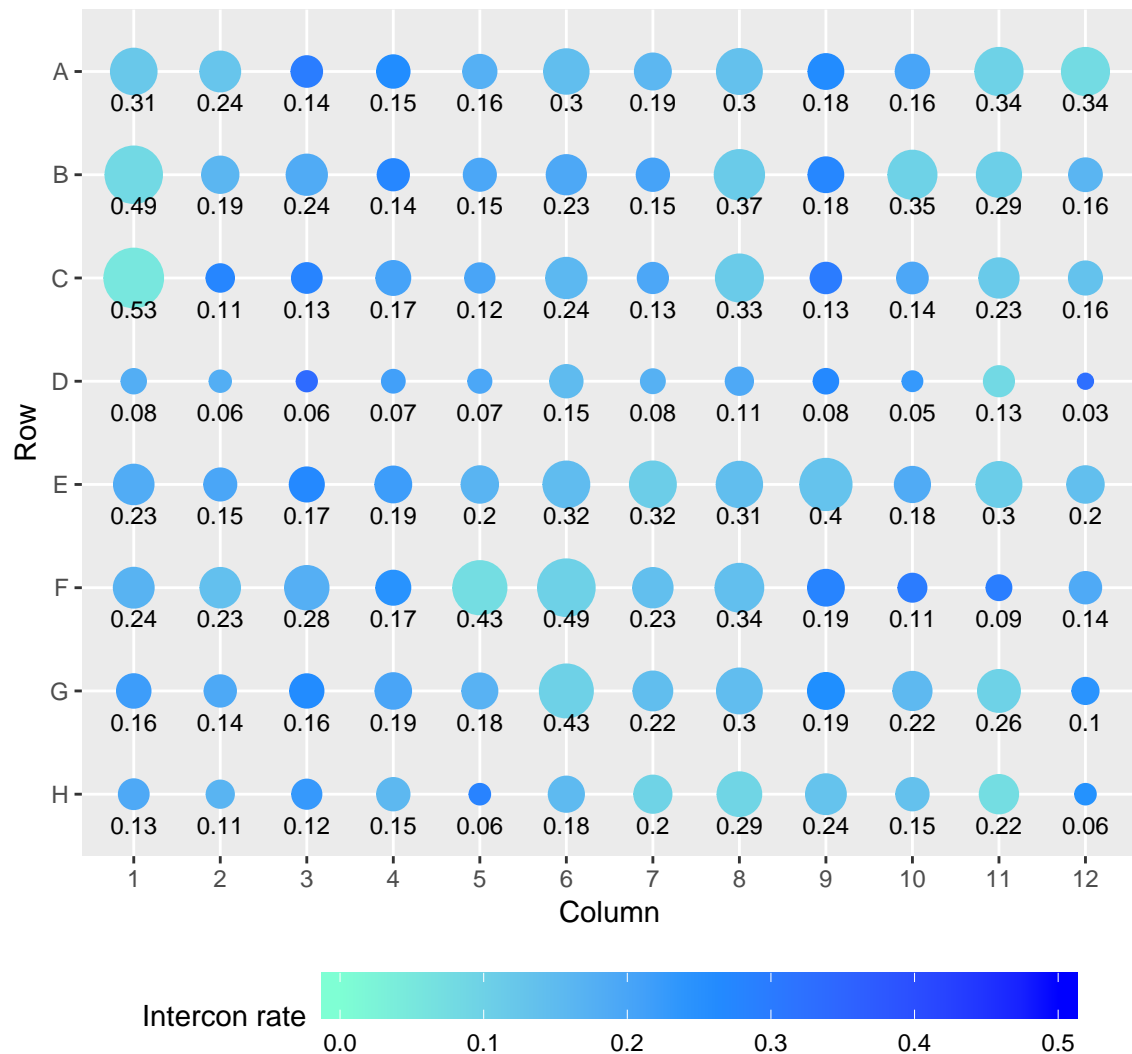 A
0.31 0.24 0.14 0.15 0.16 0.3 0.19 0.3 0.18 0.16 0.34 0.34
B
0.49 0.19 0.24 0.14 0.15 0.23 0.15 0.37 0.18 0.35 0.29 0.16
C
0.53 0.11 0.13 0.17 0.12 0.24 0.13 0.33 0.13 0.14 0.23 0.16
D
0.08 0.06 0.06 0.07 0.07 0.15 0.08 0.11 0.08 0.05 0.13 0.03
Row
E
0.23 0.15 0.17 0.19 0.2 0.32 0.32 0.31 0.4 0.18 0.3 0.2
F
0.24 0.23 0.28 0.17 0.43 0.49 0.23 0.34 0.19 0.11 0.09 0.14
G
0.16 0.14 0.16 0.19 0.18 0.43 0.22 0.3 0.19 0.22 0.26 0.1
H
0.13 0.11 0.12 0.15 0.06 0.18 0.2 0.29 0.24 0.15 0.22 0.06
1 2 3 4 5 6 7 8 9 10 11 12
Column
Intercon rate
0.0 0.1 0.2 0.3 0.4 0.5